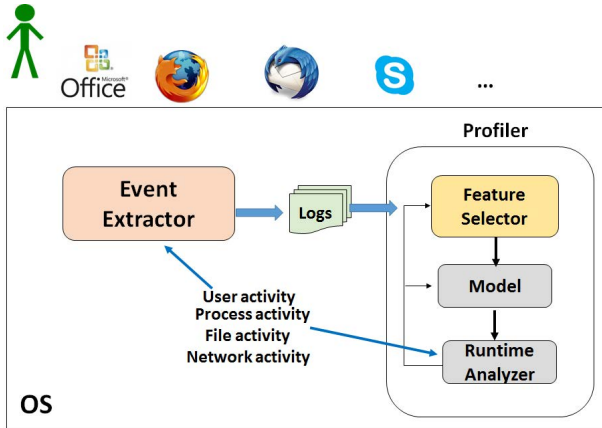 Microsoft®
Office
S
...
Profiler
Event
Extractor
Logs
Feature
Selector
Model
User activity
Process activity
File activity
Network activity
Runtime
Analyzer
OS